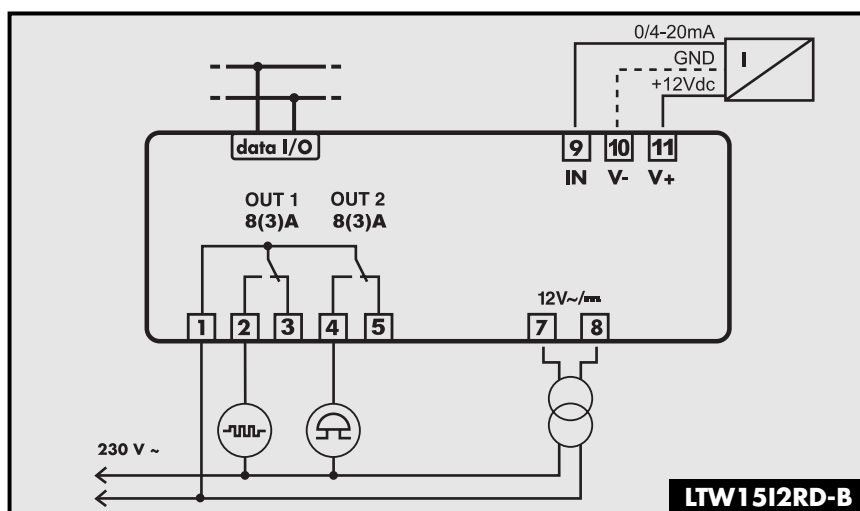 0/4-20mA
GND
+12Vdc
I
data I/O
9 10 11
IN V- V+
OUT 1 OUT 2
8(3)A 8(3)A
12V~/⎓
1 2 3 4 5 7 8
230 V ~
LTW15I2RD-B